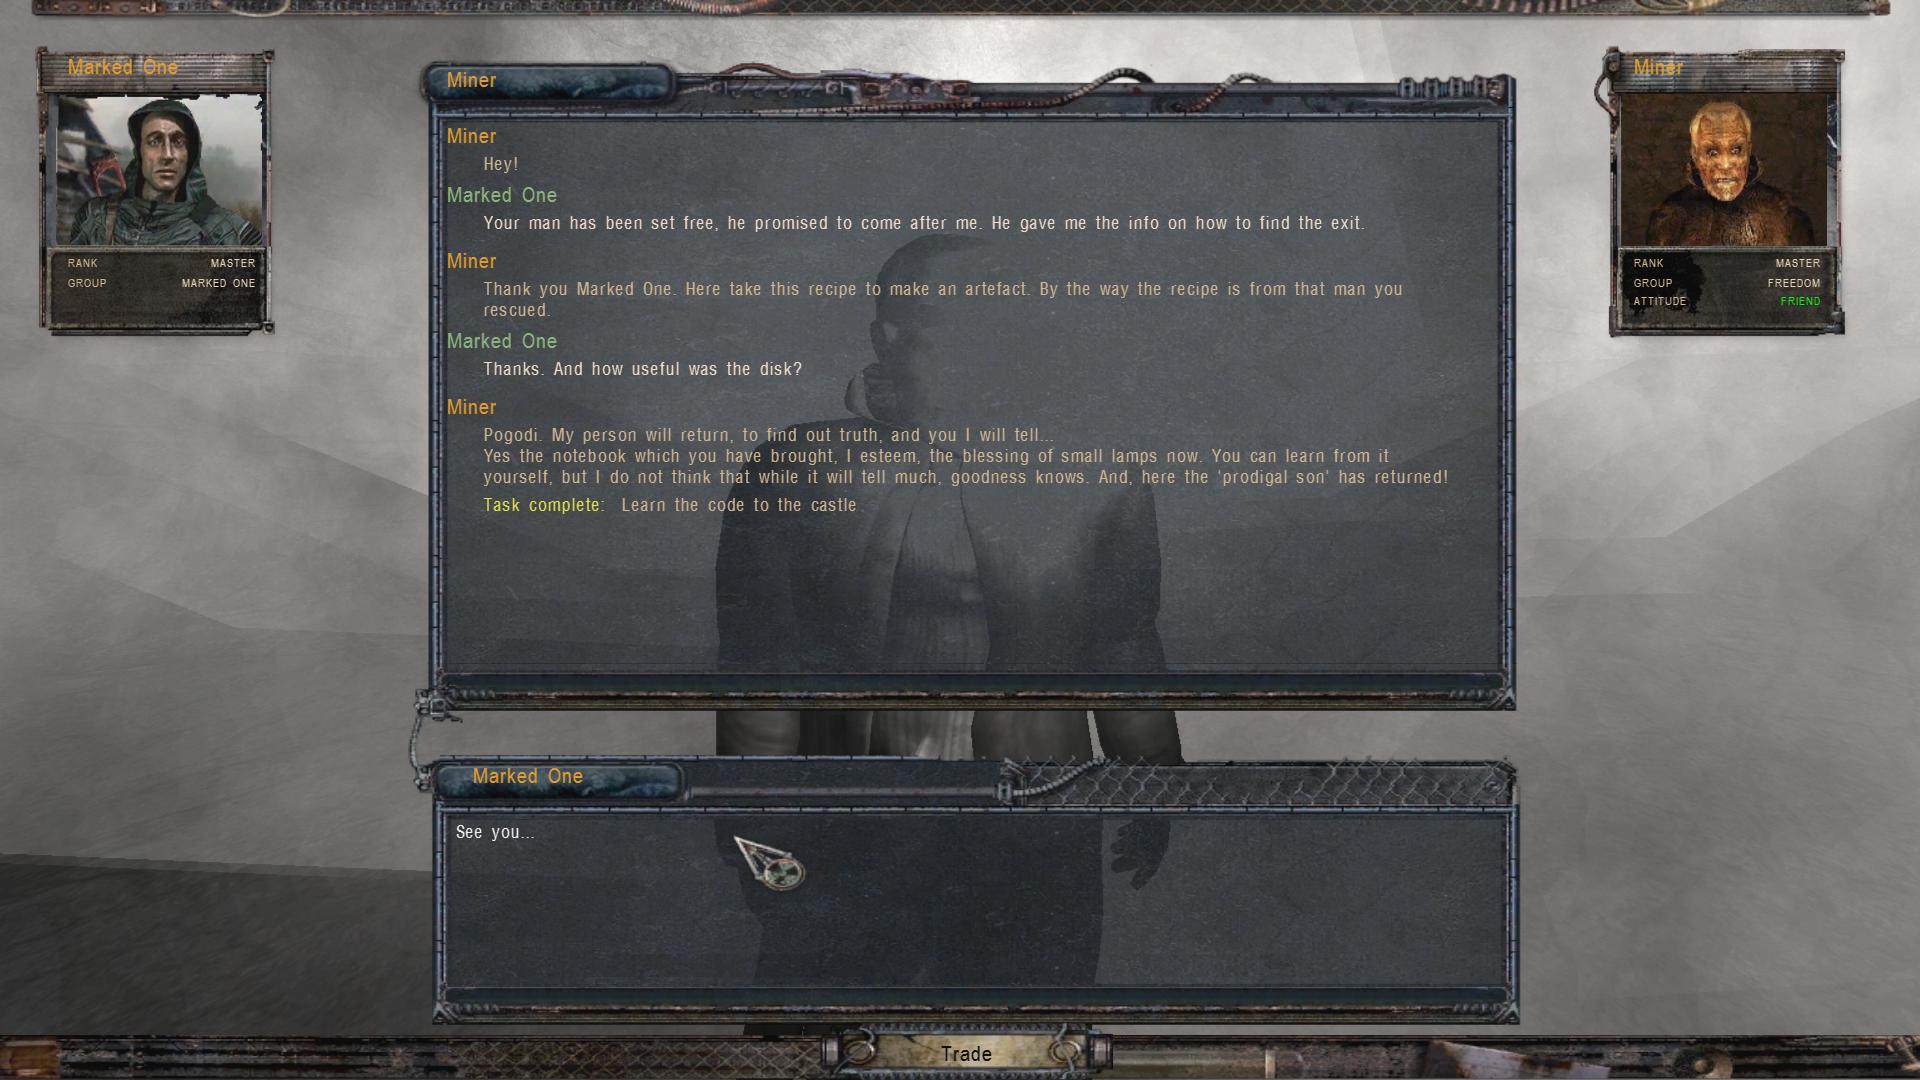 Marked One
RANK MASTER
GROUP MARKED ONE
Miner
Miner
Hey!
Marked One
Your man has been set free, he promised to come after me. He gave me the info on how to find the exit.
Miner
Thank you Marked One. Here take this recipe to make an artefact. By the way the recipe is from that man you
rescued.
Marked One
Thanks. And how useful was the disk?
Miner
Pogodi. My person will return, to find out truth, and you I will tell...
Yes the notebook which you have brought, I esteem, the blessing of small lamps now. You can learn from it
yourself, but I do not think that while it will tell much, goodness knows. And, here the 'prodigal son' has returned!
Task complete: Learn the code to the castle
Miner
RANK MASTER
GROUP FREEDOM
ATTITUDE FRIEND
Marked One
See you...
Trade